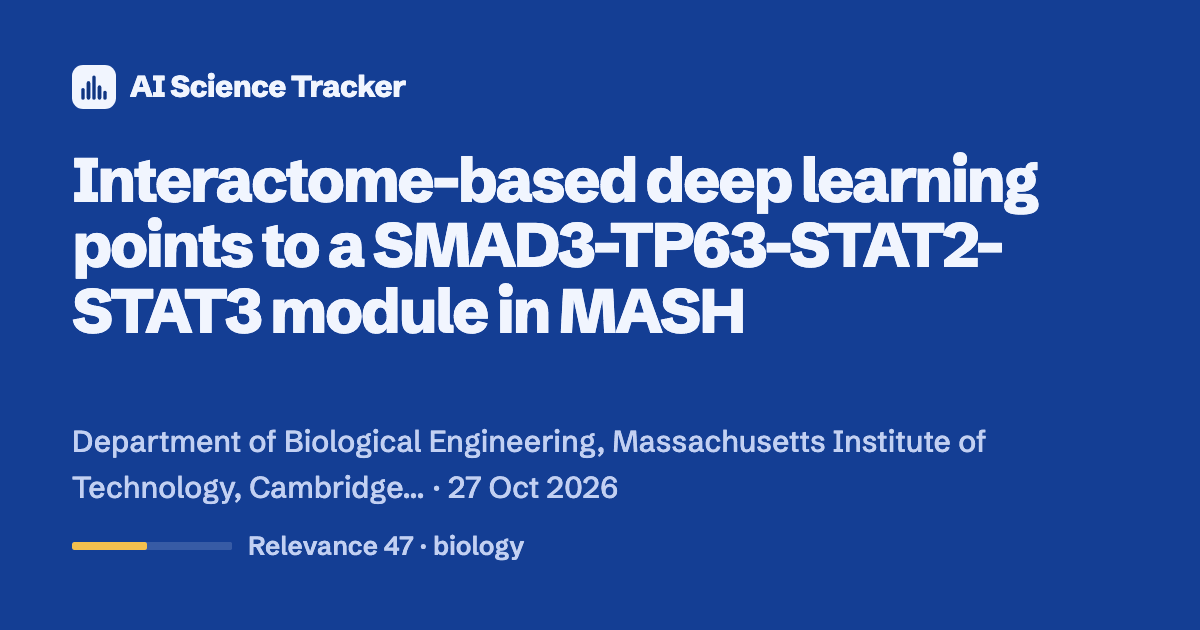 AI Science Tracker
Interactome-based deep learning
points to a SMAD3-TP63-STAT2-
STAT3 module in MASH
Department of Biological Engineering, Massachusetts Institute of
Technology, Cambridge... · 27 Oct 2026
Relevance 47 · biology